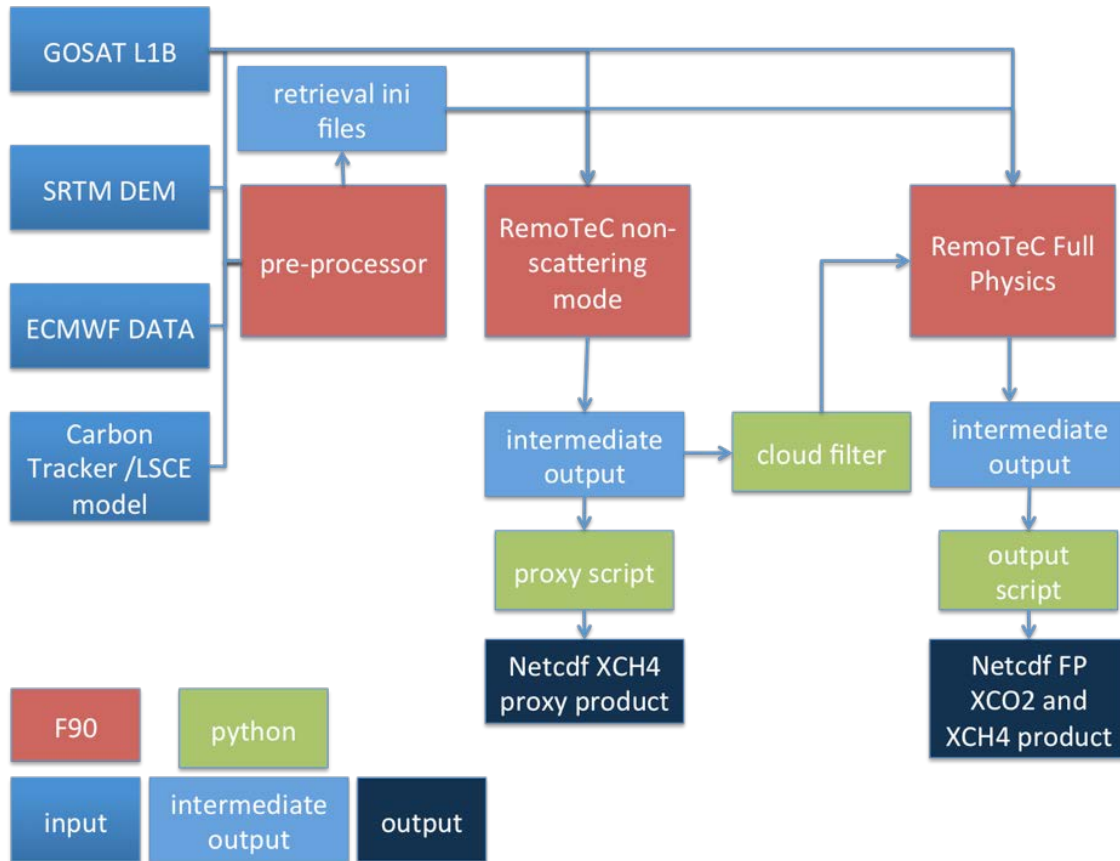 GOSAT L1B
retrieval ini
files
SRTM DEM
pre-processor
RemoTeC non-
scattering
mode
RemoTeC Full
Physics
ECMWF DATA
Carbon
Tracker /LSCE
model
intermediate
output
cloud filter
intermediate
output
proxy script
output
script
Netcdf XCH4
proxy product
Netcdf FP
XCO2 and
XCH4 product
F90
python
input
intermediate
output
output